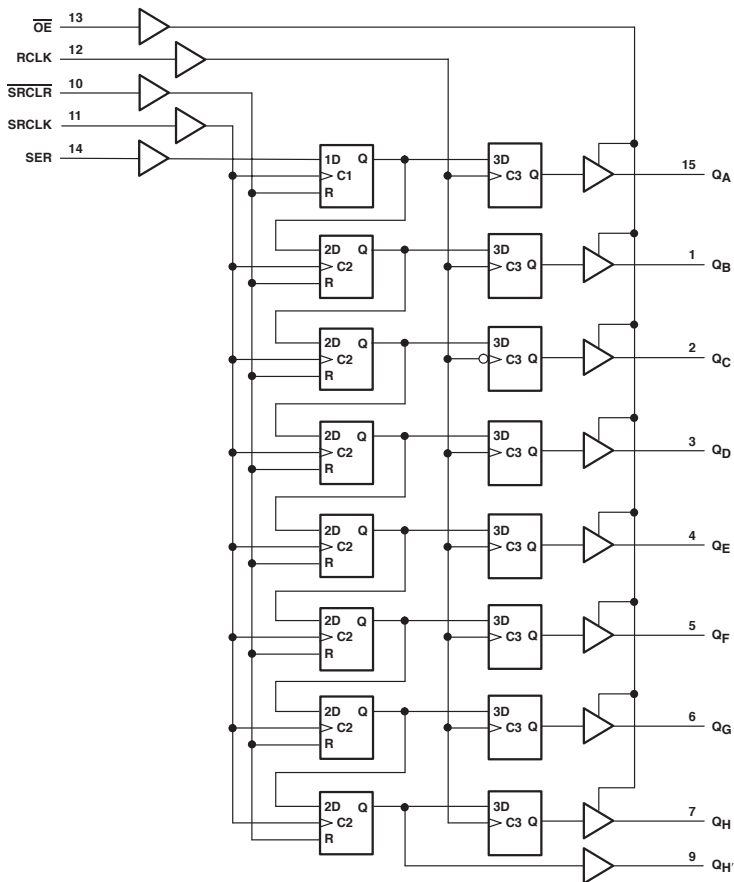 OE 13
RCLK 12
SRCLR 10
SRCLK 11
SER 14
1D Q 3D
C1 C3 Q 15 QA
R
2D Q 3D
C2 C3 Q 1 QB
R
2D Q 3D
C2 C3 Q 2 QC
R
2D Q 3D
C2 C3 Q 3 QD
R
2D Q 3D
C2 C3 Q 4 QE
R
2D Q 3D
C2 C3 Q 5 QF
R
2D Q 3D
C2 C3 Q 6 QG
R
2D Q 3D
C2 C3 Q 7 QH
R
9 QH'